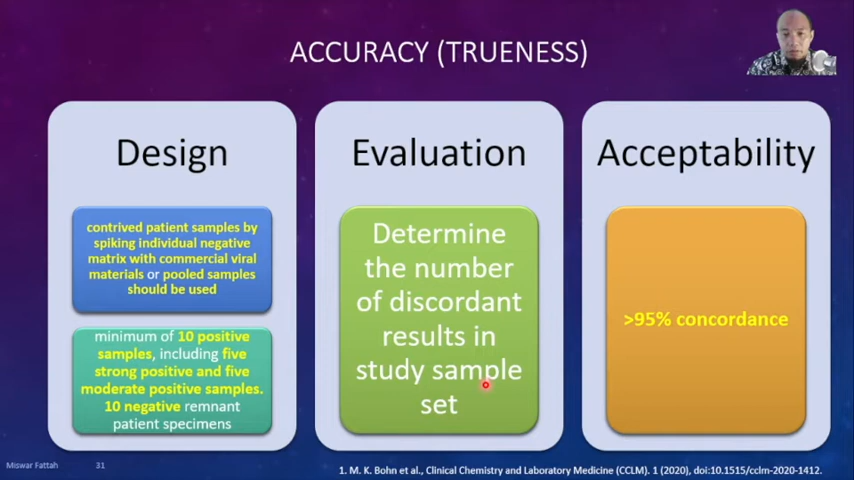 ACCURACY (TRUENESS)
Design
contrived patient samples by
spiking individual negative
matrix with commercial viral
materials or pooled samples
should be used
minimum of 10 positive
samples, including five
strong positive and five
moderate positive samples.
10 negative remnant
patient specimens
Evaluation
Determine
the number
of discordant
results in
study sample
set
Acceptability
>95% concordance
Miswar Fattah
31
1. M. K. Bohn et al., Clinical Chemistry and Laboratory Medicine (CCLM). 1 (2020), doi:10.1515/cclm-2020-1412.